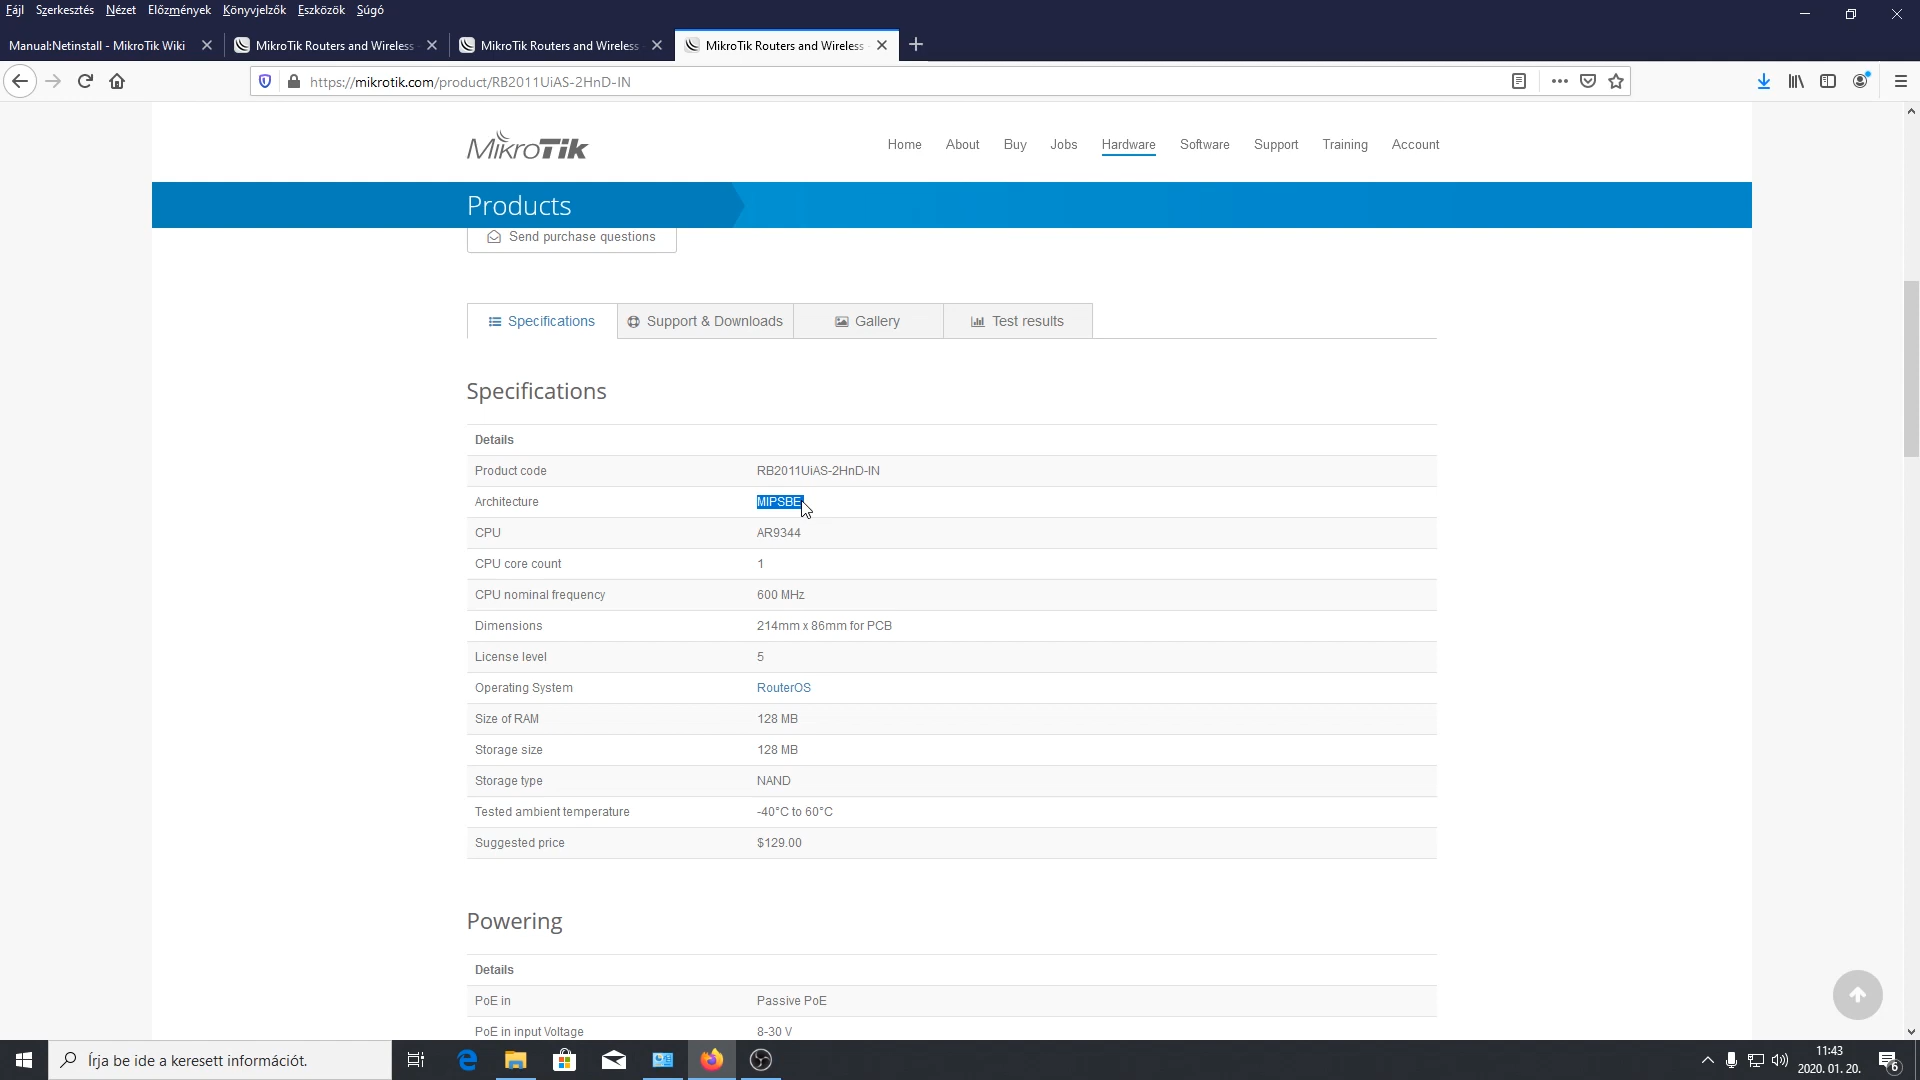 Fájl Szerkesztés Nézet Előzmények Könyvjelzők Eszközök Súgó
Manual:Netinstall - MikroTik Wiki
MikroTik Routers and Wireless
MikroTik Routers and Wireless
MikroTik Routers and Wireless
https://mikrotik.com/product/RB2011UiAS-2HnD-IN
MikroTik
Home About Buy Jobs Hardware Software Support Training Account
Products
Send purchase questions
Specifications Support & Downloads Gallery Test results
Specifications
Details
Product code RB2011UiAS-2HnD-IN
Architecture MIPSBE
CPU AR9344
CPU core count 1
CPU nominal frequency 600 MHz
Dimensions 214mm x 86mm for PCB
License level 5
Operating System RouterOS
Size of RAM 128 MB
Storage size 128 MB
Storage type NAND
Tested ambient temperature -40°C to 60°C
Suggested price $129.00
Powering
Details
PoE in Passive PoE
PoE in input Voltage 8-30 V
Írja be ide a keresett információt.
11:43
2020. 01. 20.
6